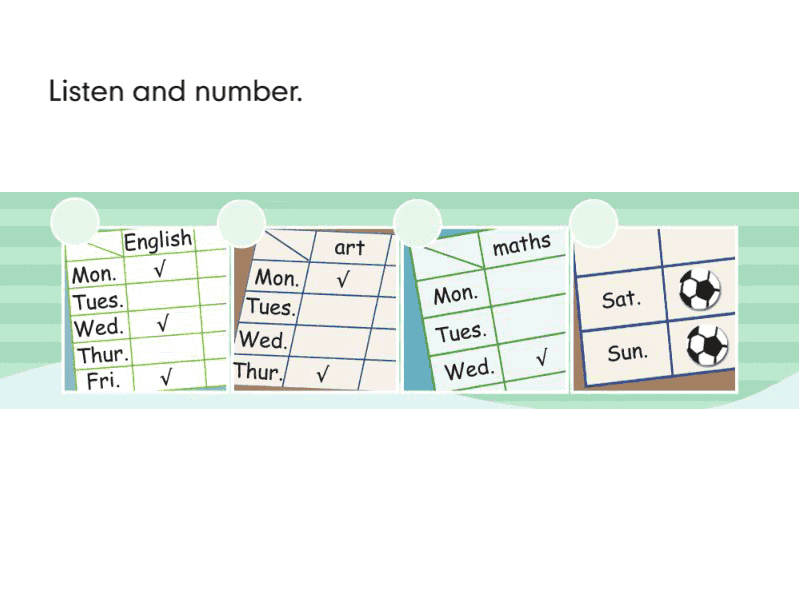 Listen and number.
English
Mon. √
Tues.
Wed. √
Thur.
Fri. √
art
Mon. √
Tues.
Wed.
Thur. √
maths
Mon.
Tues.
Wed. √
Sat.
Sun.